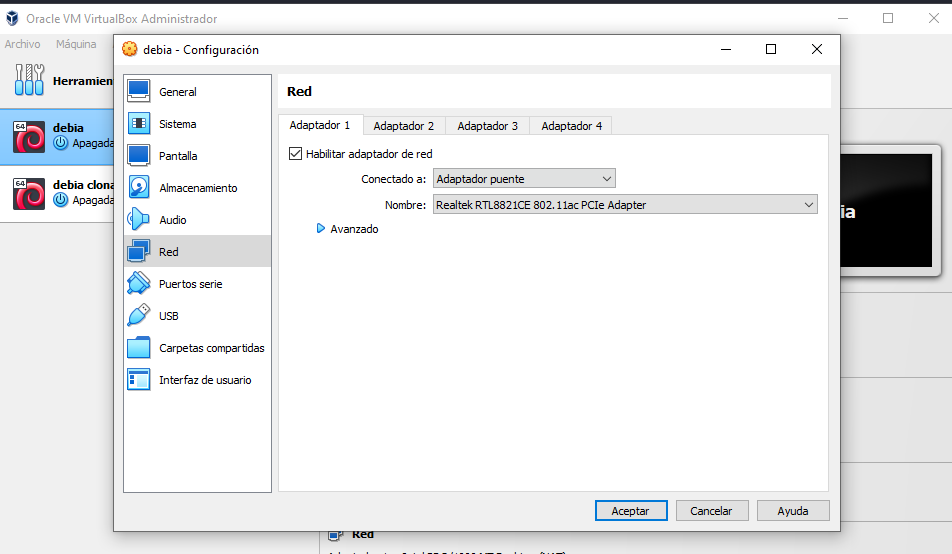 Oracle VM VirtualBox Administrador
Archivo Máquina
debia - Configuración
Herramien
64
debia
Apagada
64
debia clona
Apagada
General
Sistema
Pantalla
Almacenamiento
Audio
Red
Puertos serie
USB
Carpetas compartidas
Interfaz de usuario
Red
Adaptador 1 Adaptador 2 Adaptador 3 Adaptador 4
Habilitar adaptador de red
Conectado a: Adaptador puente
Nombre: Realtek RTL8821CE 802.11ac PCIe Adapter
Avanzado
ia
Aceptar Cancelar Ayuda
Red